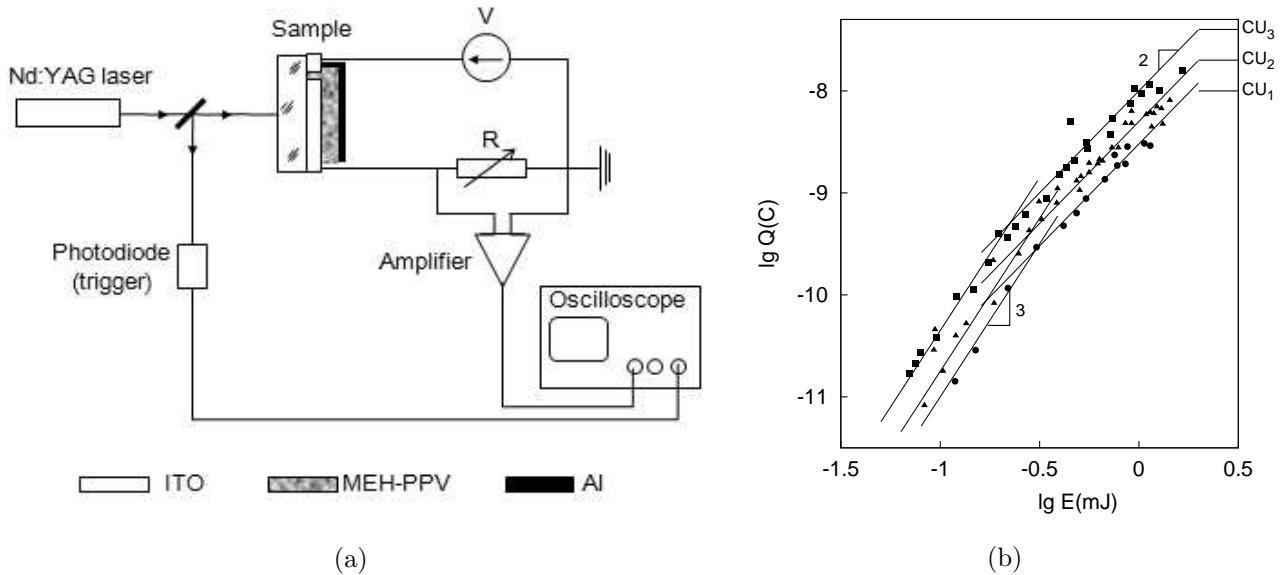 Sample
V
Nd:YAG laser
R
Photodiode
(trigger)
Amplifier
Oscilloscope
ITO
MEH-PPV
Al
(a)
CU₃
CU₂
CU₁
2
3
-8
-9
-10
-11
-1.5
-1
-0.5
0
0.5
lg Q(C)
lg E(mJ)
(b)